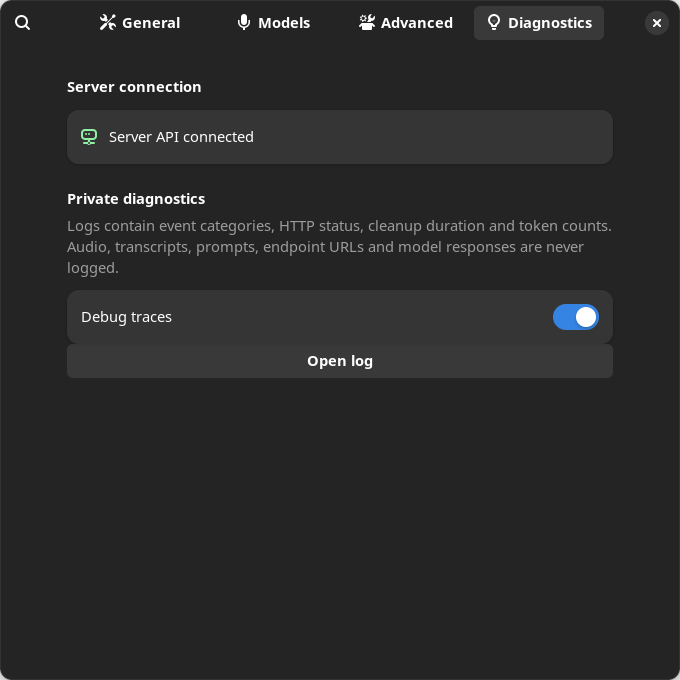 General
Models
Advanced
Diagnostics
Server connection
Server API connected
Private diagnostics
Logs contain event categories, HTTP status, cleanup duration and token counts.
Audio, transcripts, prompts, endpoint URLs and model responses are never
logged.
Debug traces
Open log